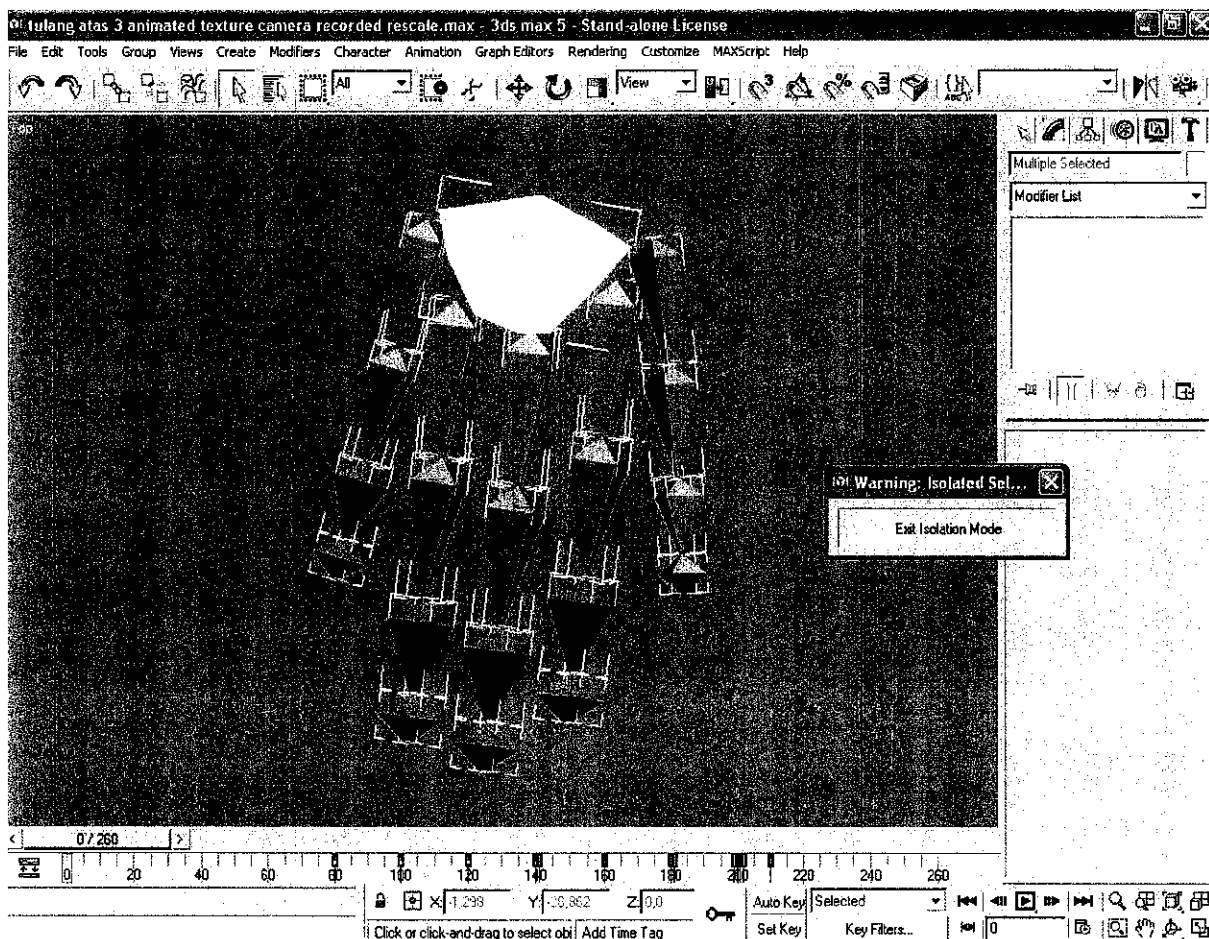 tulang atas 3 animated texture camera recorded rescale.max - 3ds max 5 - Stand-alone License
File Edit Tools Group Views Create Modifiers Character Animation Graph Editors Rendering Customize MAXScript Help
All View
Multiple Selected
Modifier List
Warning: Isolated Sel...
Exit Isolation Mode
0 / 260
0 20 40 60 80 100 120 140 160 180 200 220 240 260
X: -1,298 Y: Z: 0,0 Auto Key Selected
Click or click-and-drag to select obj Add Time Tag Set Key Key Filters... 0